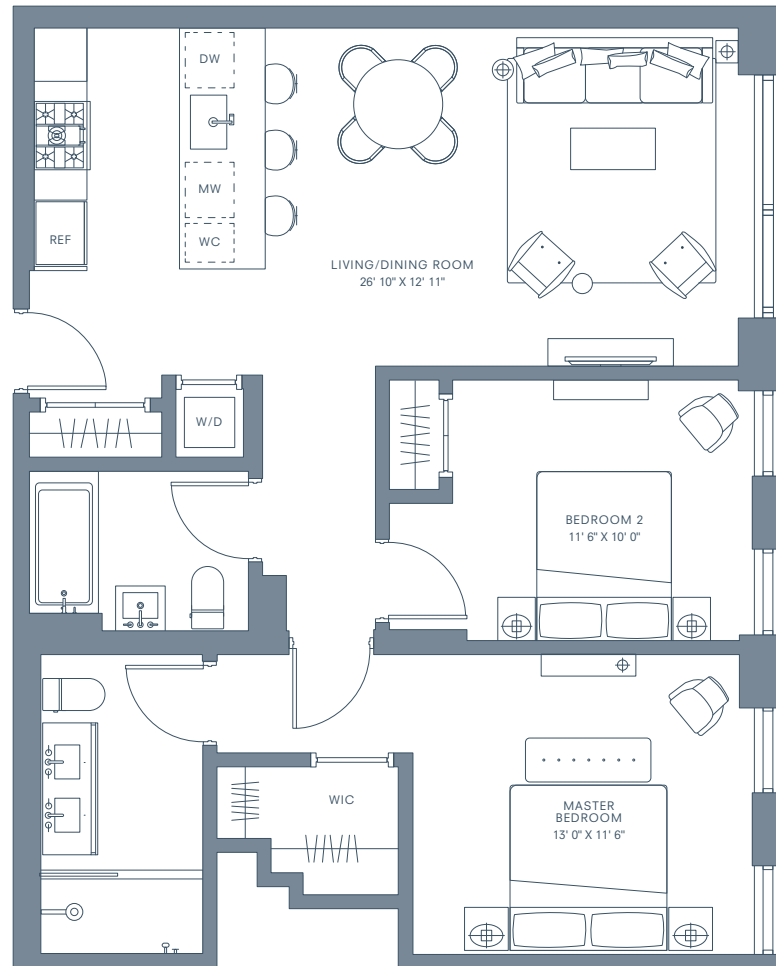 DW
MW
WC
REF
LIVING/DINING ROOM
26' 10" X 12' 11"
W/D
BEDROOM 2
11' 6" X 10' 0"
WIC
MASTER
BEDROOM
13' 0" X 11' 6"